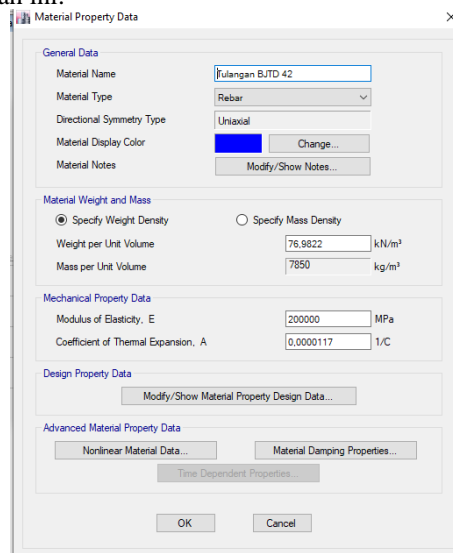 Material Property Data
General Data
Material Name Tulangan BJTD 42
Material Type Rebar
Directional Symmetry Type Uniaxial
Material Display Color Change...
Material Notes Modify/Show Notes...
Material Weight and Mass
Specify Weight Density Specify Mass Density
Weight per Unit Volume 76,9822 kN/m³
Mass per Unit Volume 7850 kg/m³
Mechanical Property Data
Modulus of Elasticity, E 200000 MPa
Coefficient of Thermal Expansion, A 0,0000117 1/C
Design Property Data
Modify/Show Material Property Design Data...
Advanced Material Property Data
Nonlinear Material Data... Material Damping Properties...
Time Dependent Properties...
OK Cancel